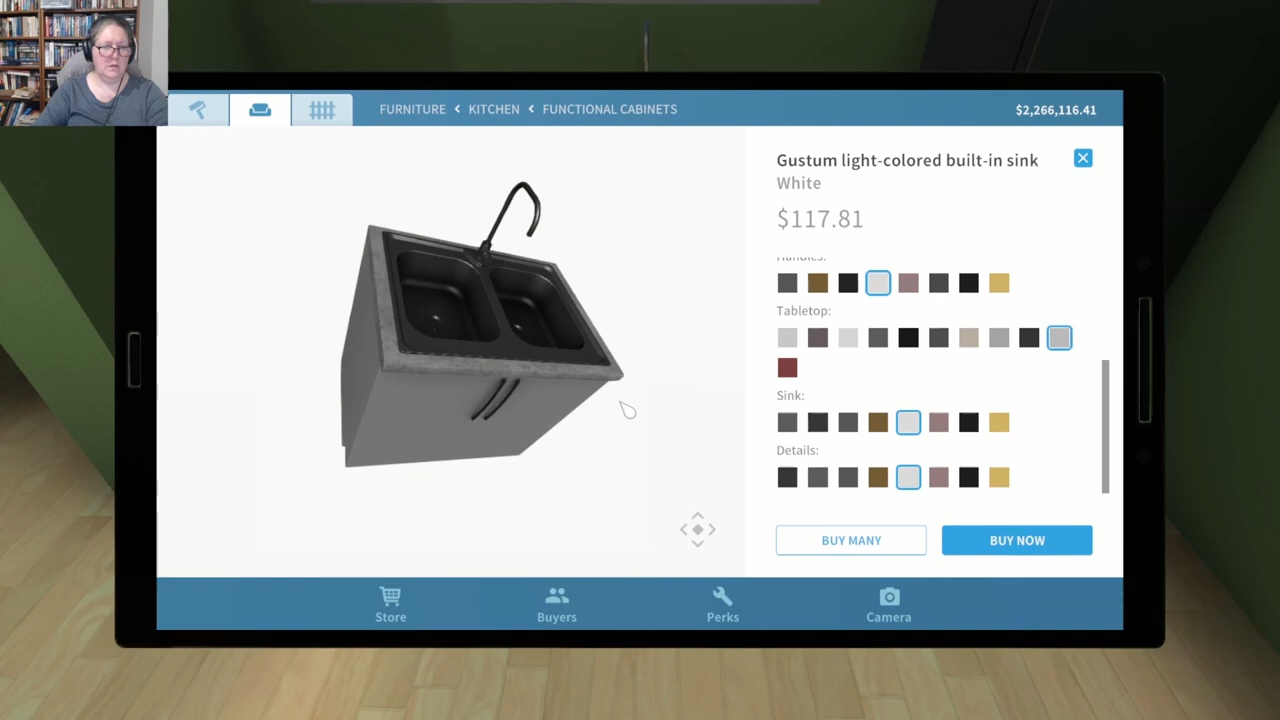 FURNITURE < KITCHEN < FUNCTIONAL CABINETS
$2,266,116.41
Gustum light-colored built-in sink
White
$117.81
Handles:
Tabletop:
Sink:
Details:
BUY MANY
BUY NOW
Store
Buyers
Perks
Camera